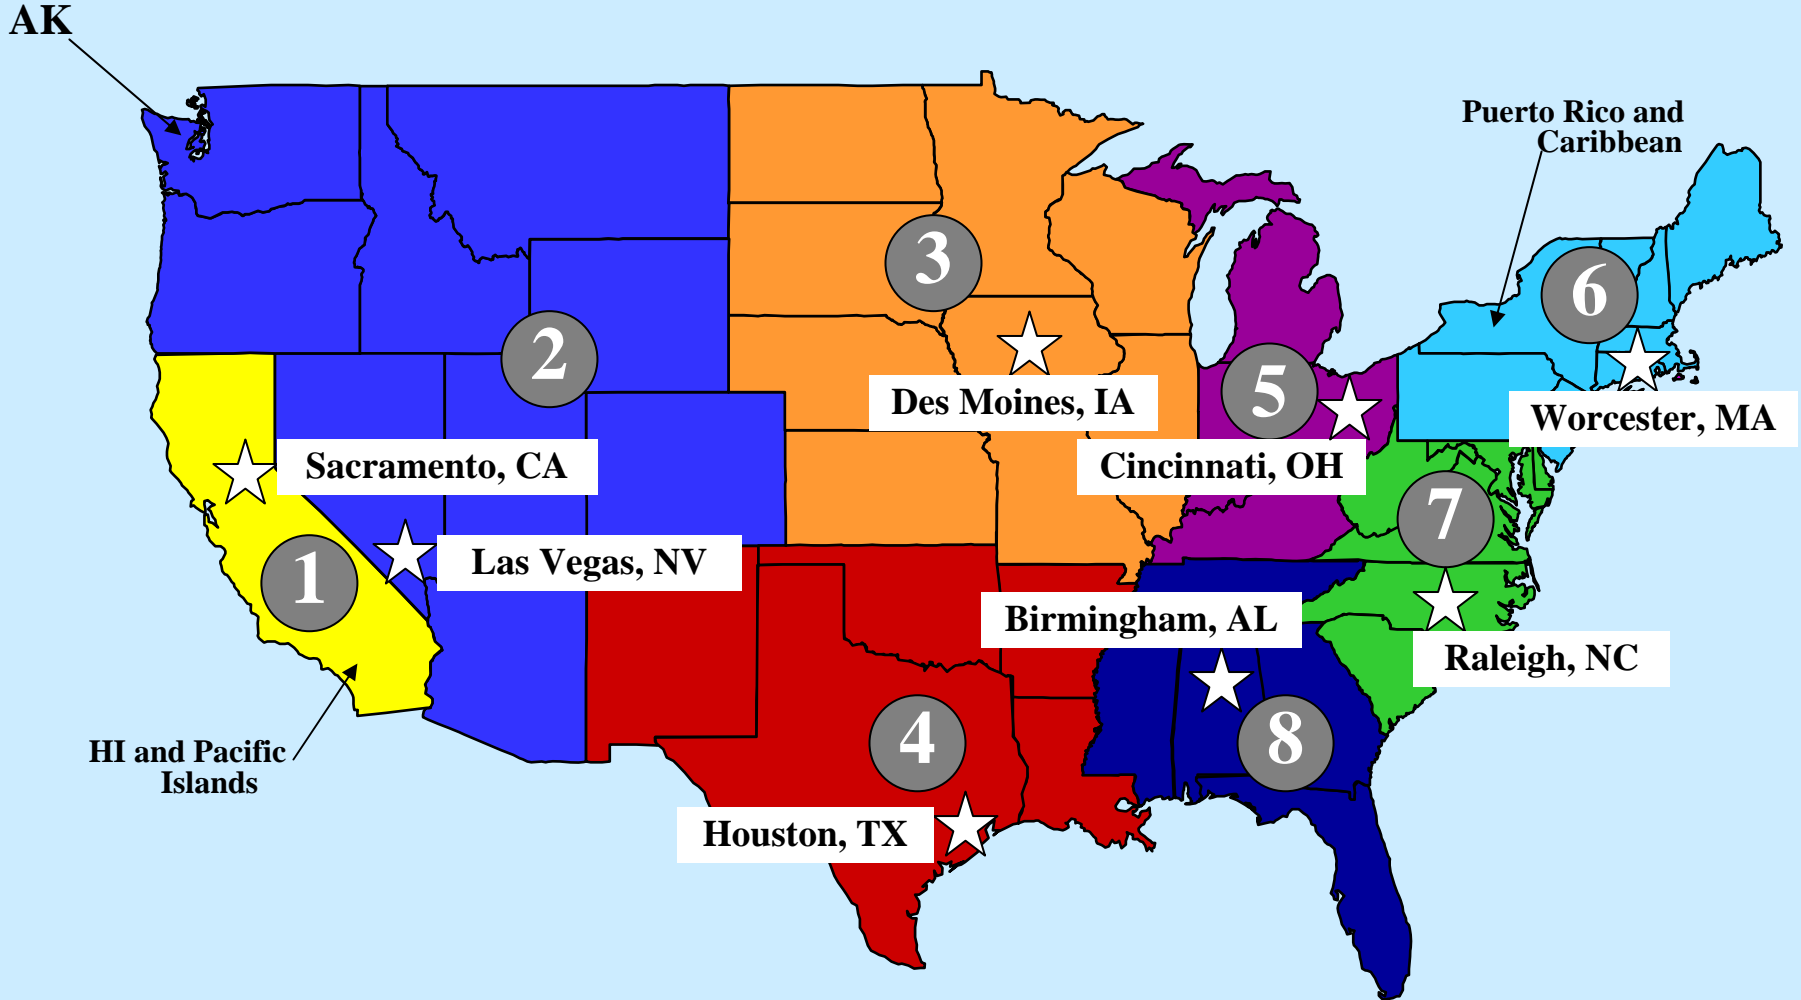 AK
Puerto Rico and
Caribbean
3
6
2
5
Des Moines, IA
Worcester, MA
Sacramento, CA
Cincinnati, OH
7
Las Vegas, NV
1
Birmingham, AL
Raleigh, NC
HI and Pacific
Islands
4
8
Houston, TX